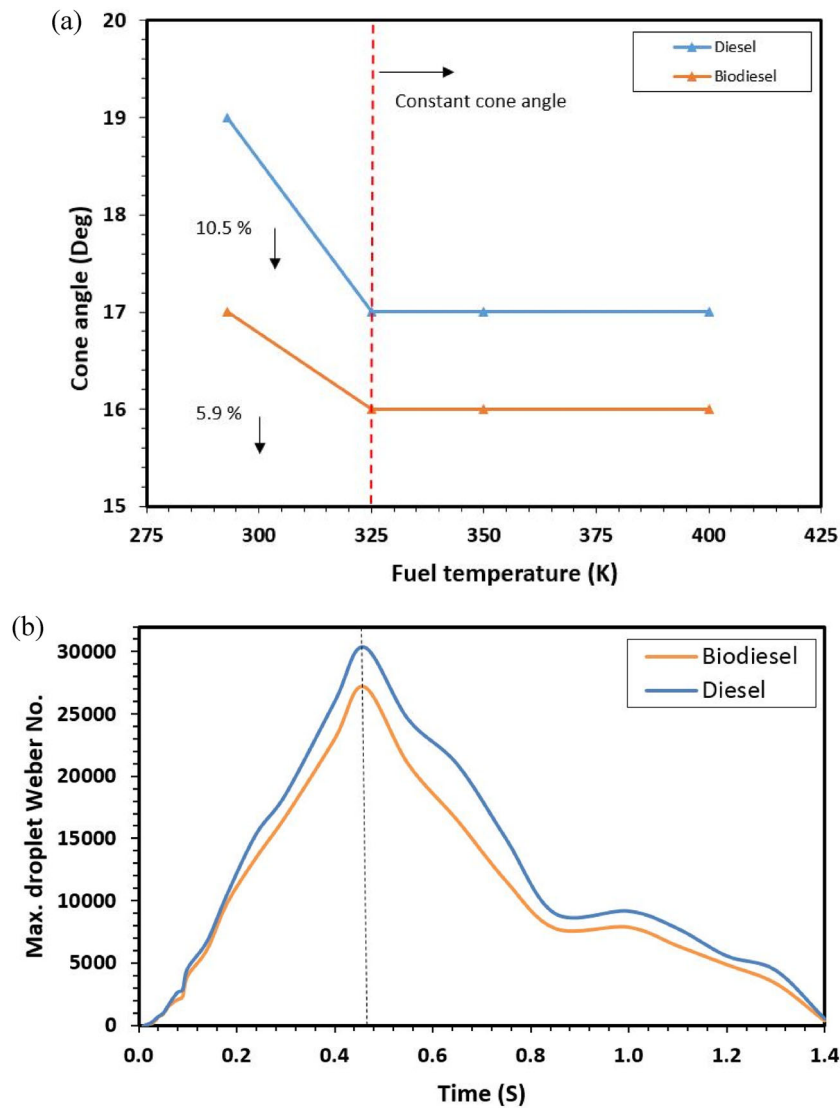 (a)
20
19
18
17
16
15
Cone angle (Deg)
Diesel
Biodiesel
Constant cone angle
10.5 %
5.9 %
275 300 325 350 375 400 425
Fuel temperature (K)
(b)
30000
25000
20000
15000
10000
5000
0
Max. droplet Weber No.
Biodiesel
Diesel
0.0 0.2 0.4 0.6 0.8 1.0 1.2 1.4
Time (S)